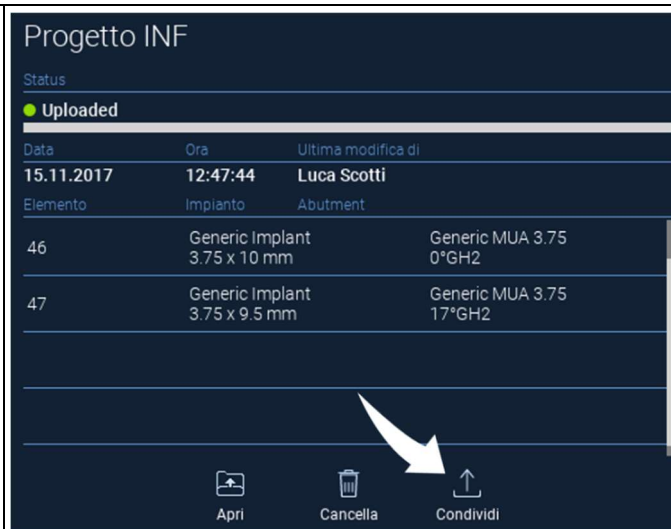 Progetto INF
Status
Uploaded
Data Ora Ultima modifica di
15.11.2017 12:47:44 Luca Scotti
Elemento Impianto Abutment
46 Generic Implant Generic MUA 3.75
3.75 x 10 mm 0°GH2
47 Generic Implant Generic MUA 3.75
3.75 x 9.5 mm 17°GH2
Apri Cancella Condividi